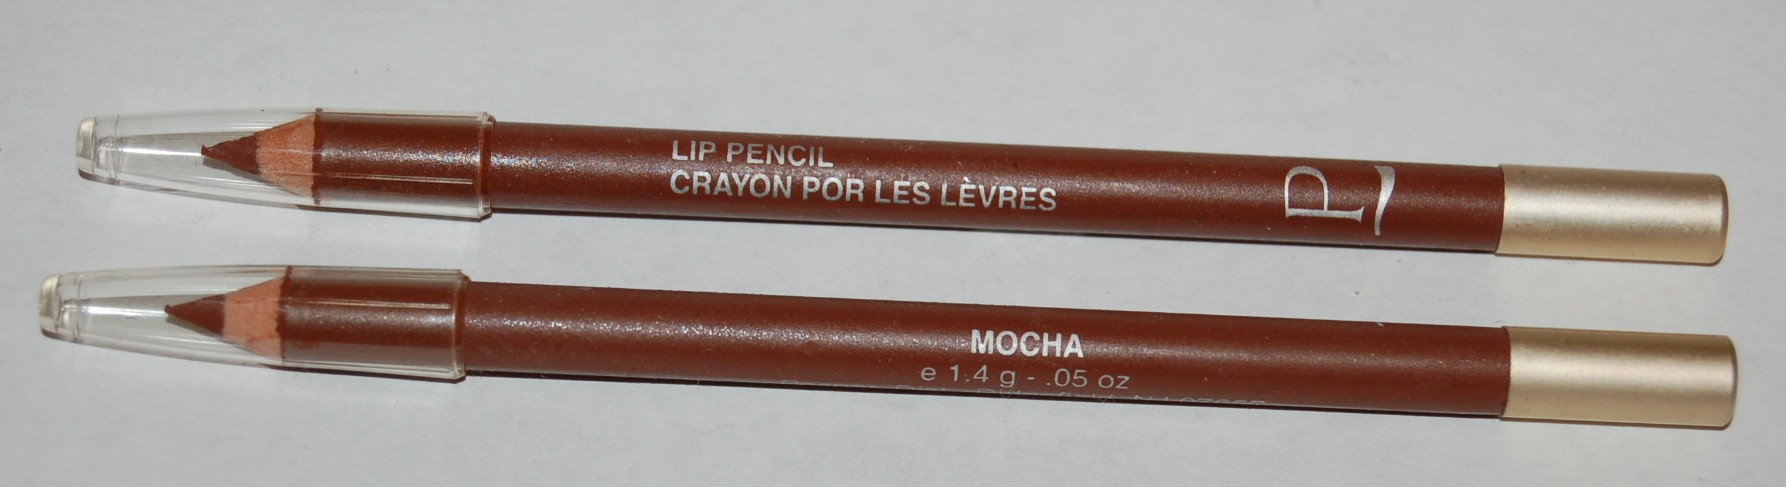 LIP PENCIL
CRAYON POR LES LÈVRES
P
MOCHA
e 1.4 g - .05 oz